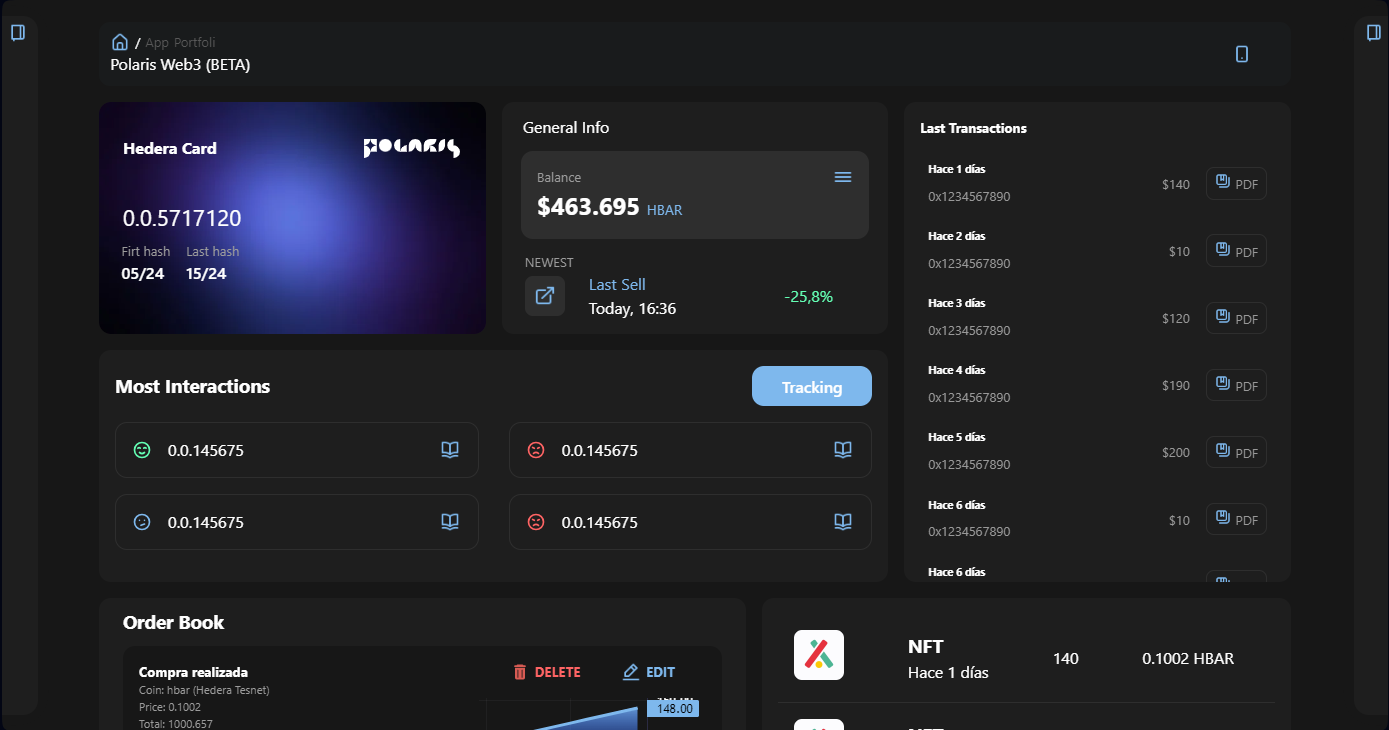 / App Portfoli
Polaris Web3 (BETA)
Hedera Card
POLARIS
0.0.5717120
Firt hash Last hash
05/24 15/24
General Info
Balance
$463.695 HBAR
NEWEST
Last Sell
Today, 16:36
-25,8%
Last Transactions
Hace 1 días
0x1234567890
$140
PDF
Hace 2 días
0x1234567890
$10
PDF
Hace 3 días
0x1234567890
$120
PDF
Hace 4 días
0x1234567890
$190
PDF
Hace 5 días
0x1234567890
$200
PDF
Hace 6 días
0x1234567890
$10
PDF
Hace 6 días
Most Interactions
Tracking
0.0.145675
0.0.145675
0.0.145675
0.0.145675
Order Book
Compra realizada
Coin: hbar (Hedera Tesnet)
Price: 0.1002
Total: 1000.657
DELETE
EDIT
148.00
NFT
Hace 1 días
140
0.1002 HBAR